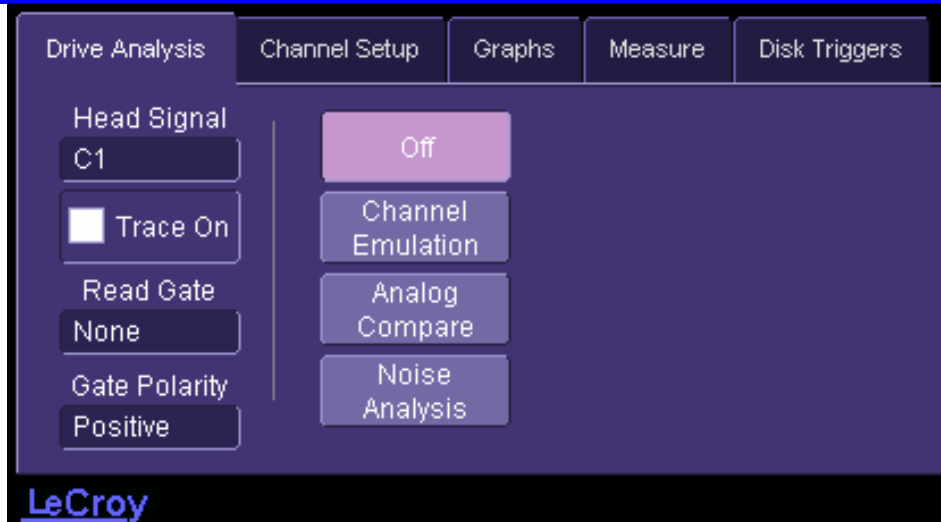 Drive Analysis
Channel Setup
Graphs
Measure
Disk Triggers
Head Signal
C1
Trace On
Read Gate
None
Gate Polarity
Positive
Off
Channel
Emulation
Analog
Compare
Noise
Analysis
LeCroy